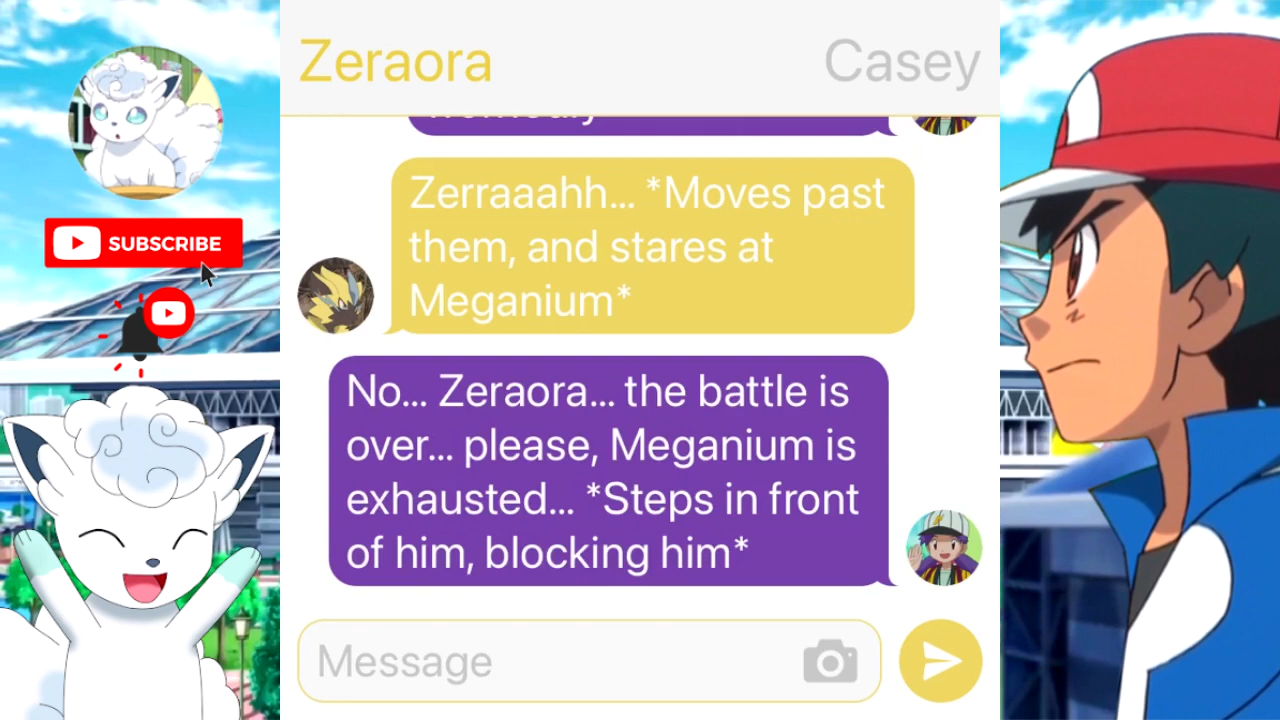 Zeraora
Casey
SUBSCRIBE
Zerraaahh... *Moves past
them, and stares at
Meganium*
No... Zeraora... the battle is
over... please, Meganium is
exhausted... *Steps in front
of him, blocking him*
Message